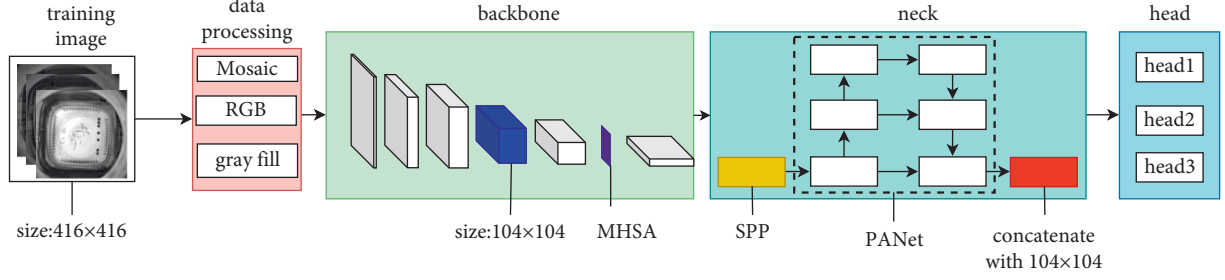 training
image
data
processing
backbone
neck
head
Mosaic
RGB
gray fill
head1
head2
head3
size:416×416
size:104×104
MHSA
SPP
PANet
concatenate
with 104×104